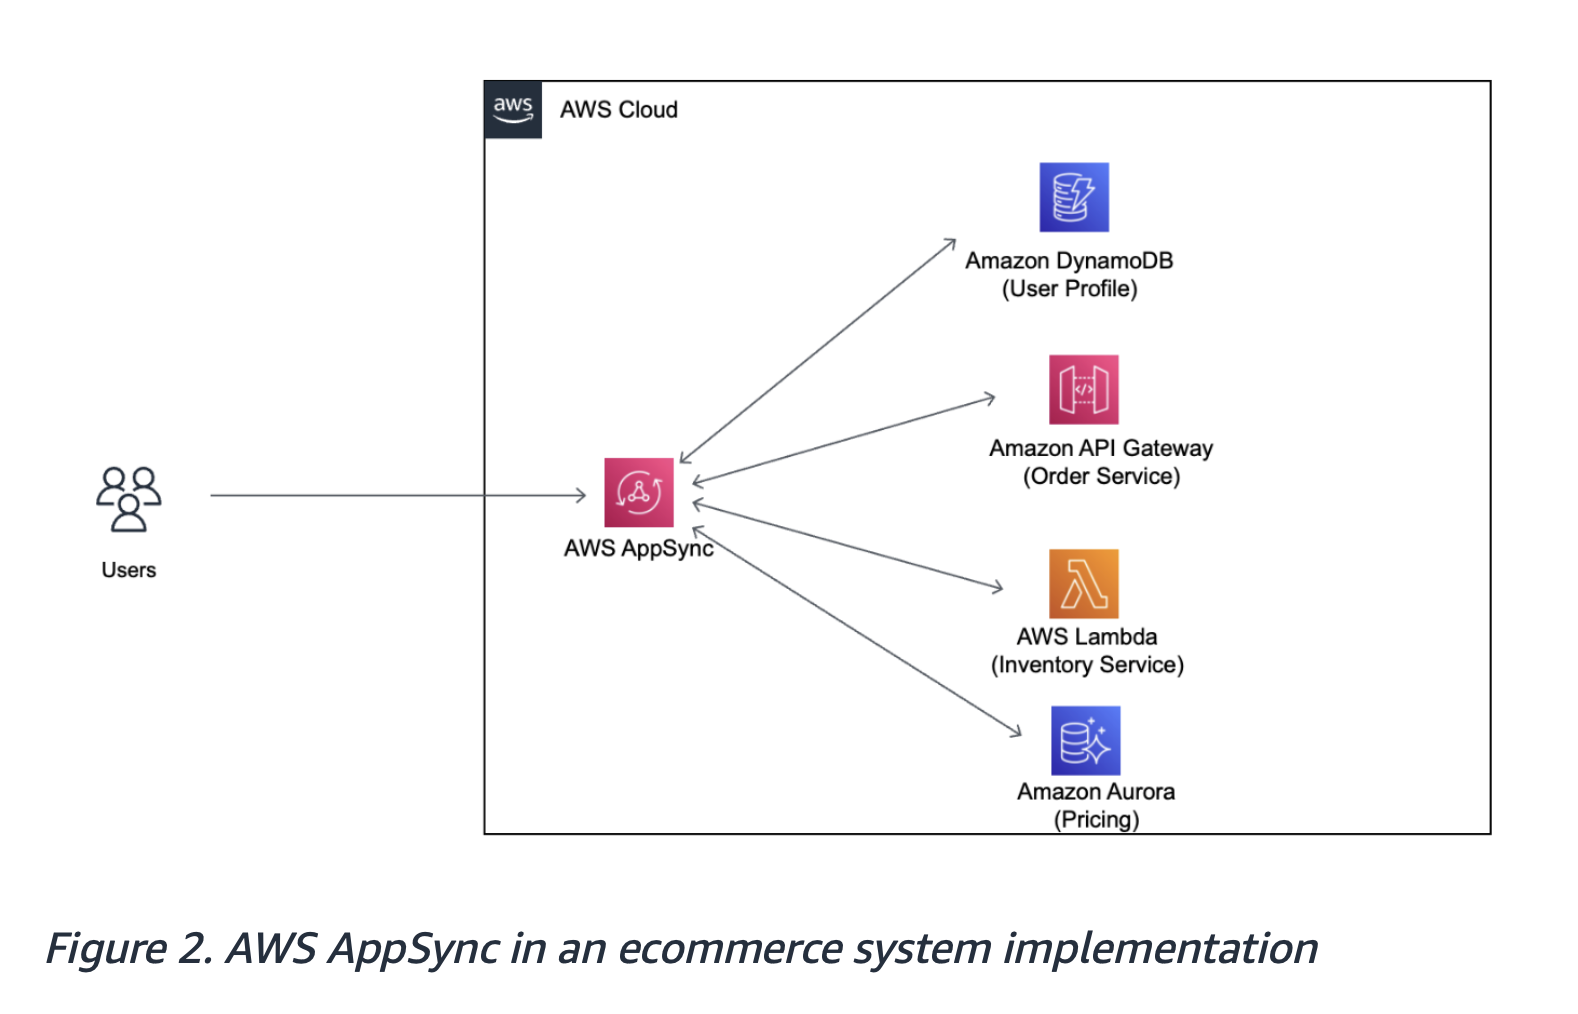 aws
AWS Cloud
Amazon DynamoDB
(User Profile)
Amazon API Gateway
(Order Service)
</>
AWS AppSync
Users
AWS Lambda
(Inventory Service)
Amazon Aurora
(Pricing)
Figure 2. AWS AppSync in an ecommerce system implementation